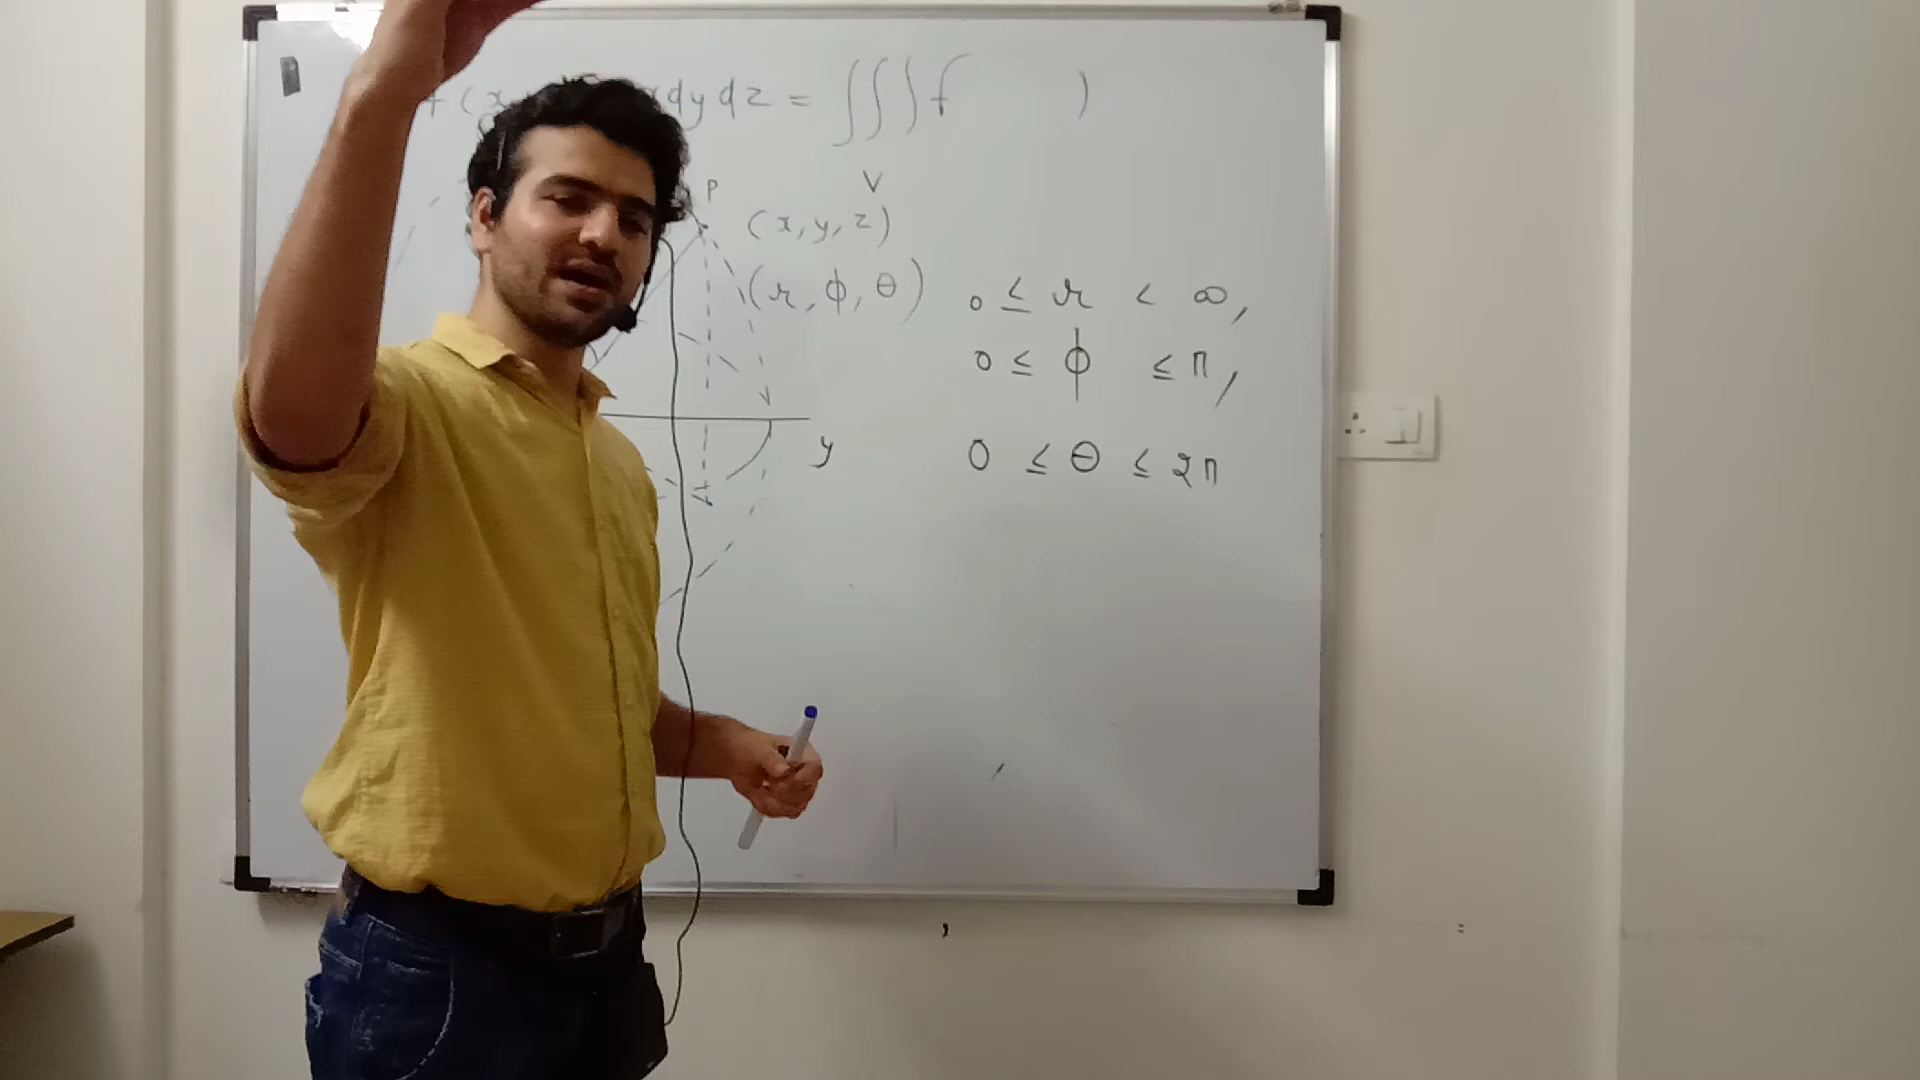 dy dz = ∫∫∫ f )
V
P
(x, y, z)
(r, ϕ, θ) 0 ≤ r < ∞,
0 ≤ ϕ ≤ π,
y 0 ≤ θ ≤ 2π